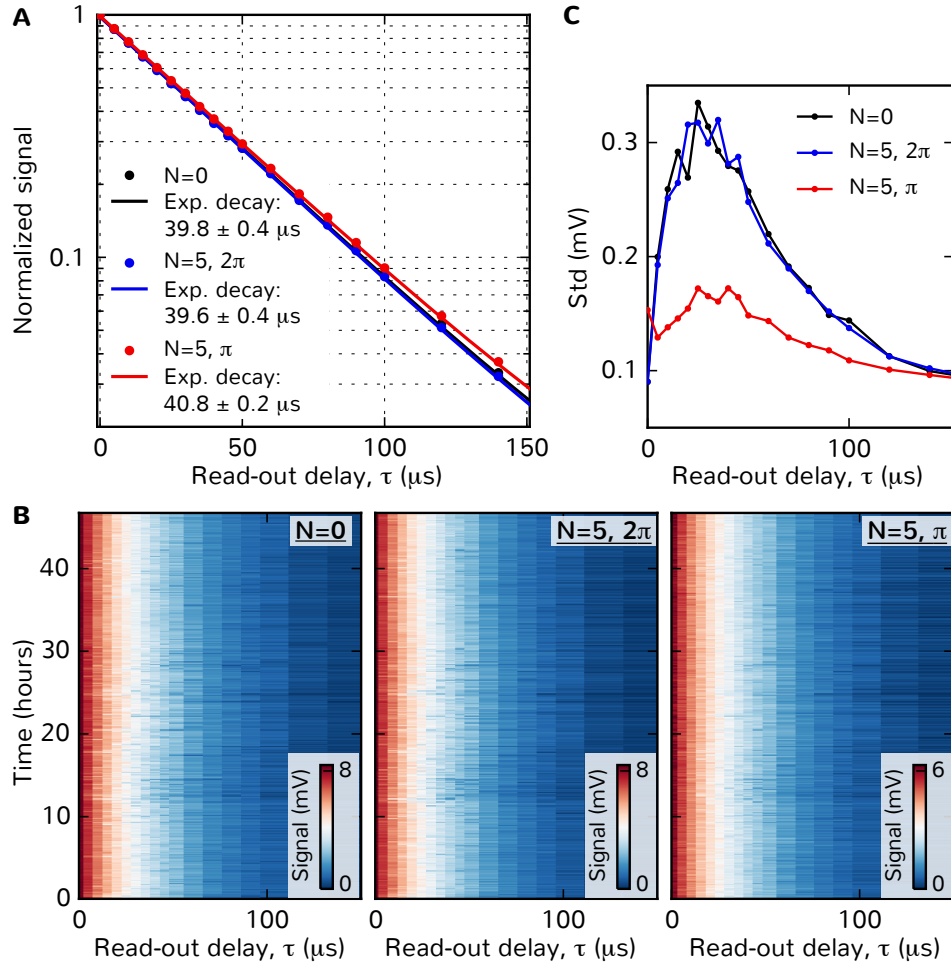 A
1
0.1
Normalized signal
N=0
Exp. decay:
39.8 ± 0.4 μs
N=5, 2π
Exp. decay:
39.6 ± 0.4 μs
N=5, π
Exp. decay:
40.8 ± 0.2 μs
0 50 100 150
Read-out delay, τ (μs)
C
0.3
0.2
0.1
Std (mV)
N=0
N=5, 2π
N=5, π
0 100
Read-out delay, τ (μs)
B
40
30
20
10
0
Time (hours)
N=0
Signal (mV)
8
0
0 100
Read-out delay, τ (μs)
N=5, 2π
Signal (mV)
8
0
0 100
Read-out delay, τ (μs)
N=5, π
Signal (mV)
6
0
0 100
Read-out delay, τ (μs)